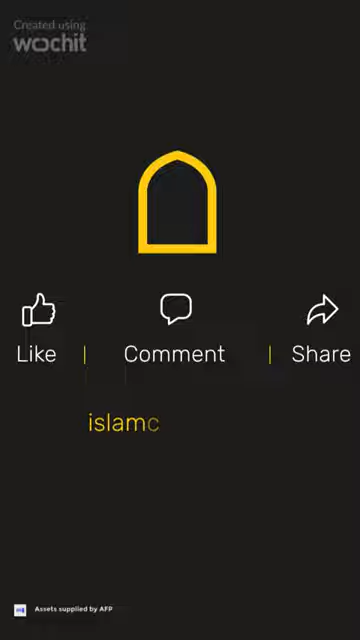 Created using
wochit
Like | Comment | Share
islamc
Assets supplied by AFP